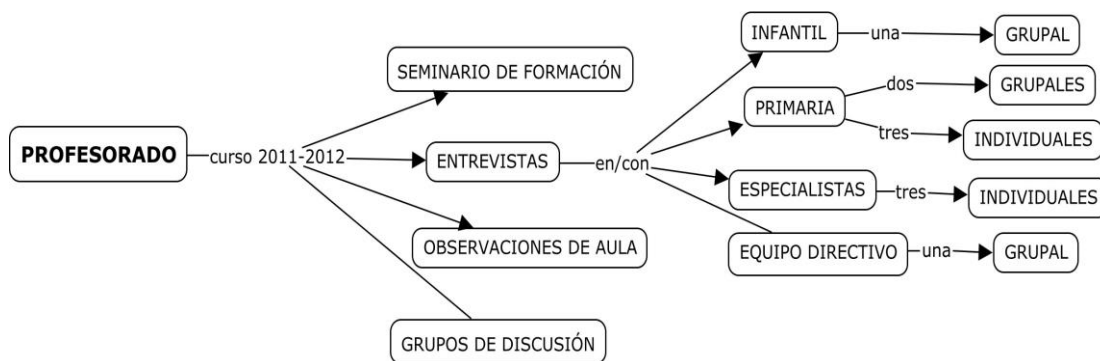 PROFESORADO
curso 2011-2012
SEMINARIO DE FORMACIÓN
ENTREVISTAS
OBSERVACIONES DE AULA
GRUPOS DE DISCUSIÓN
en/con
INFANTIL
una
GRUPAL
PRIMARIA
dos
GRUPALES
tres
INDIVIDUALES
ESPECIALISTAS
tres
INDIVIDUALES
EQUIPO DIRECTIVO
una
GRUPAL